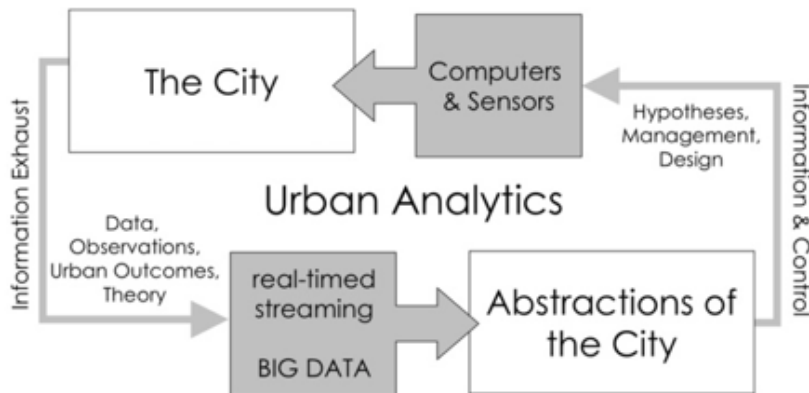 The City
Computers
& Sensors
Information Exhaust
Hypotheses,
Management,
Design
Information & Control
Urban Analytics
Data,
Observations,
Urban Outcomes,
Theory
real-timed
streaming
BIG DATA
Abstractions of
the City